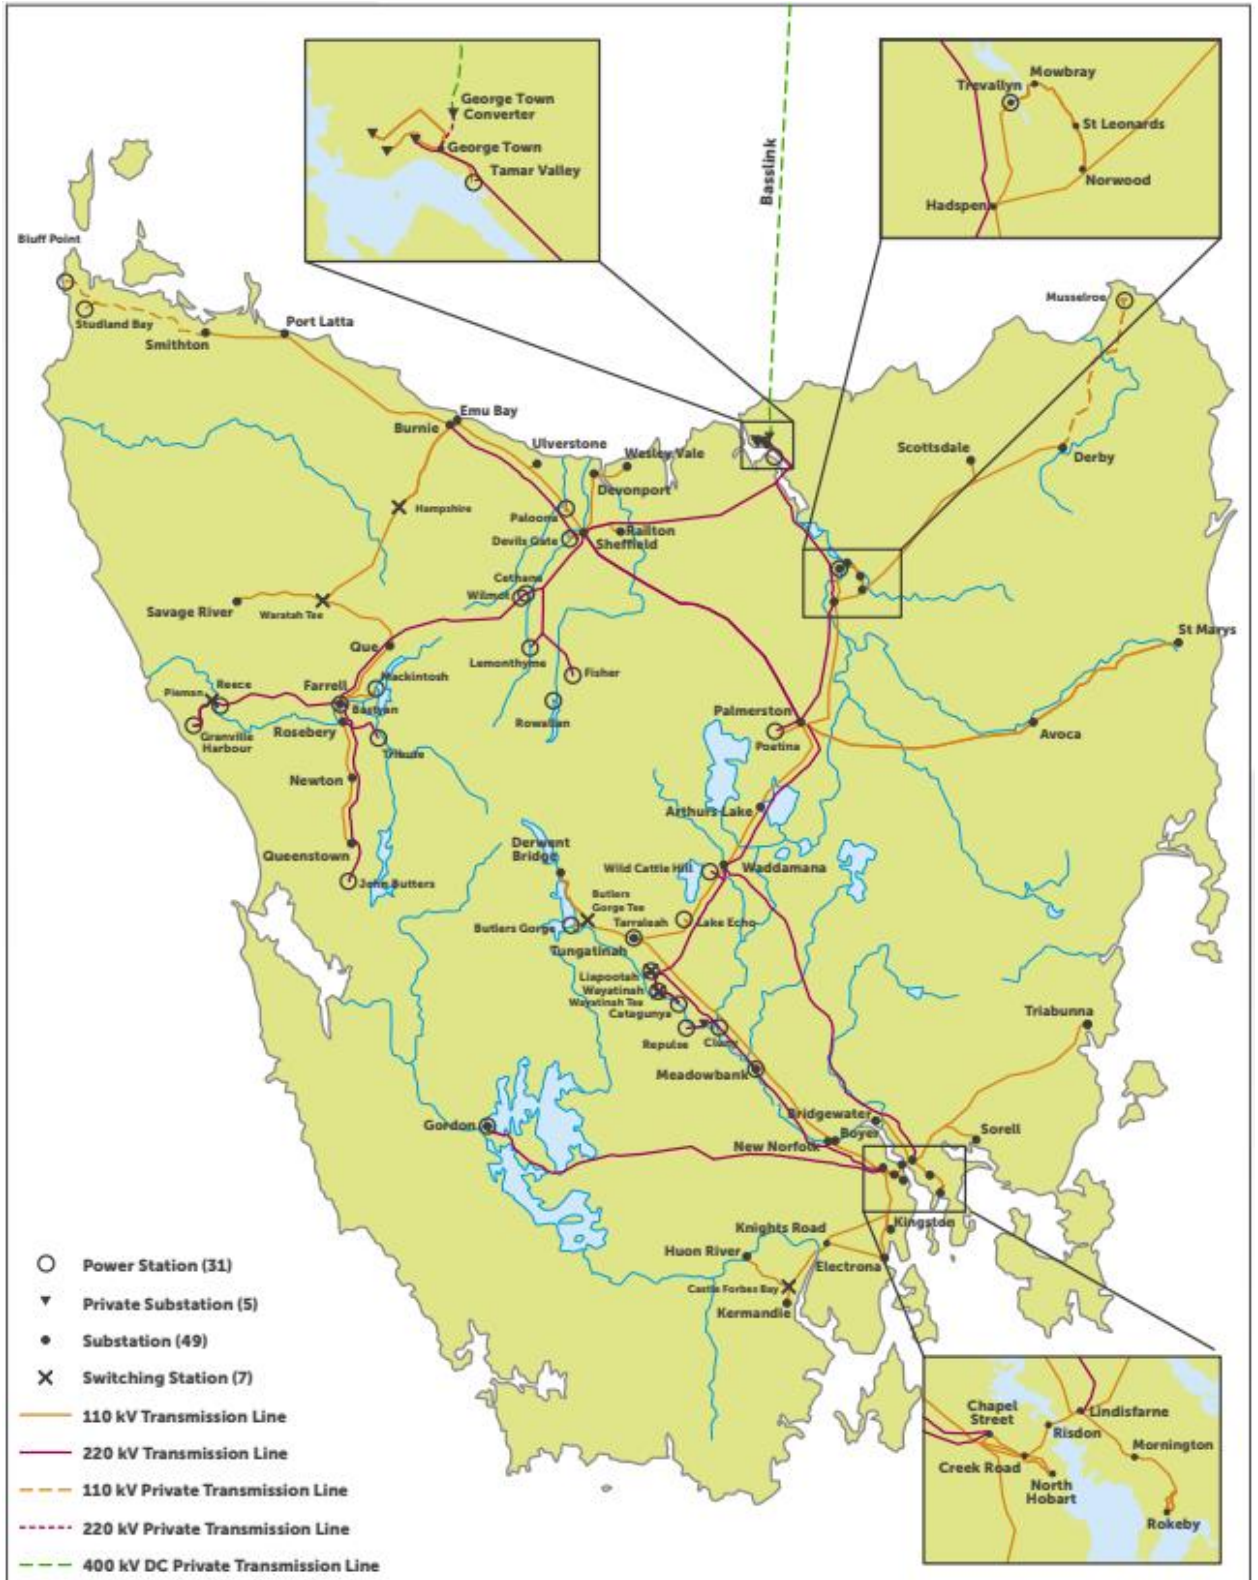 George Town
Converter
George Town
Tamar Valley
Basslink
Trevallyn
Mowbray
St Leonards
Norwood
Hadspen
Bluff Point
Studland Bay
Smithton
Port Latta
Musselroe
Emu Bay
Burnie
Ulverstone
Wesley Vale
Devonport
Scottsdale
Derby
Hampshire
Paloona
Devils Gate
Railton
Sheffield
Cethana
Wilmot
Savage River
Waratah Tee
Que
Lemonthyme
Fisher
Rowallan
St Marys
Farrell
Mackintosh
Bastyan
Pieman
Reece
Granville
Harbour
Rosebery
Tribute
Palmerston
Poatina
Avoca
Newton
Arthurs Lake
Queenstown
John Butters
Derwent
Bridge
Wild Cattle Hill
Waddamana
Butlers
Gorge Tee
Butlers Gorge
Tarraleah
Lake Echo
Tungatinah
Liapootah
Wayatinah
Wayatinah Tee
Catagunya
Repulse
Cluny
Meadowbank
Triabunna
Gordon
Bridgewater
Boyer
New Norfolk
Sorell
Kingston
Knights Road
Huon River
Electrona
Castle Forbes Bay
Kermandie
Power Station (31)
Private Substation (5)
Substation (49)
Switching Station (7)
110 kV Transmission Line
220 kV Transmission Line
110 kV Private Transmission Line
220 kV Private Transmission Line
400 kV DC Private Transmission Line
Chapel
Street
Lindisfarne
Risdon
Mornington
Creek Road
North
Hobart
Rokeby